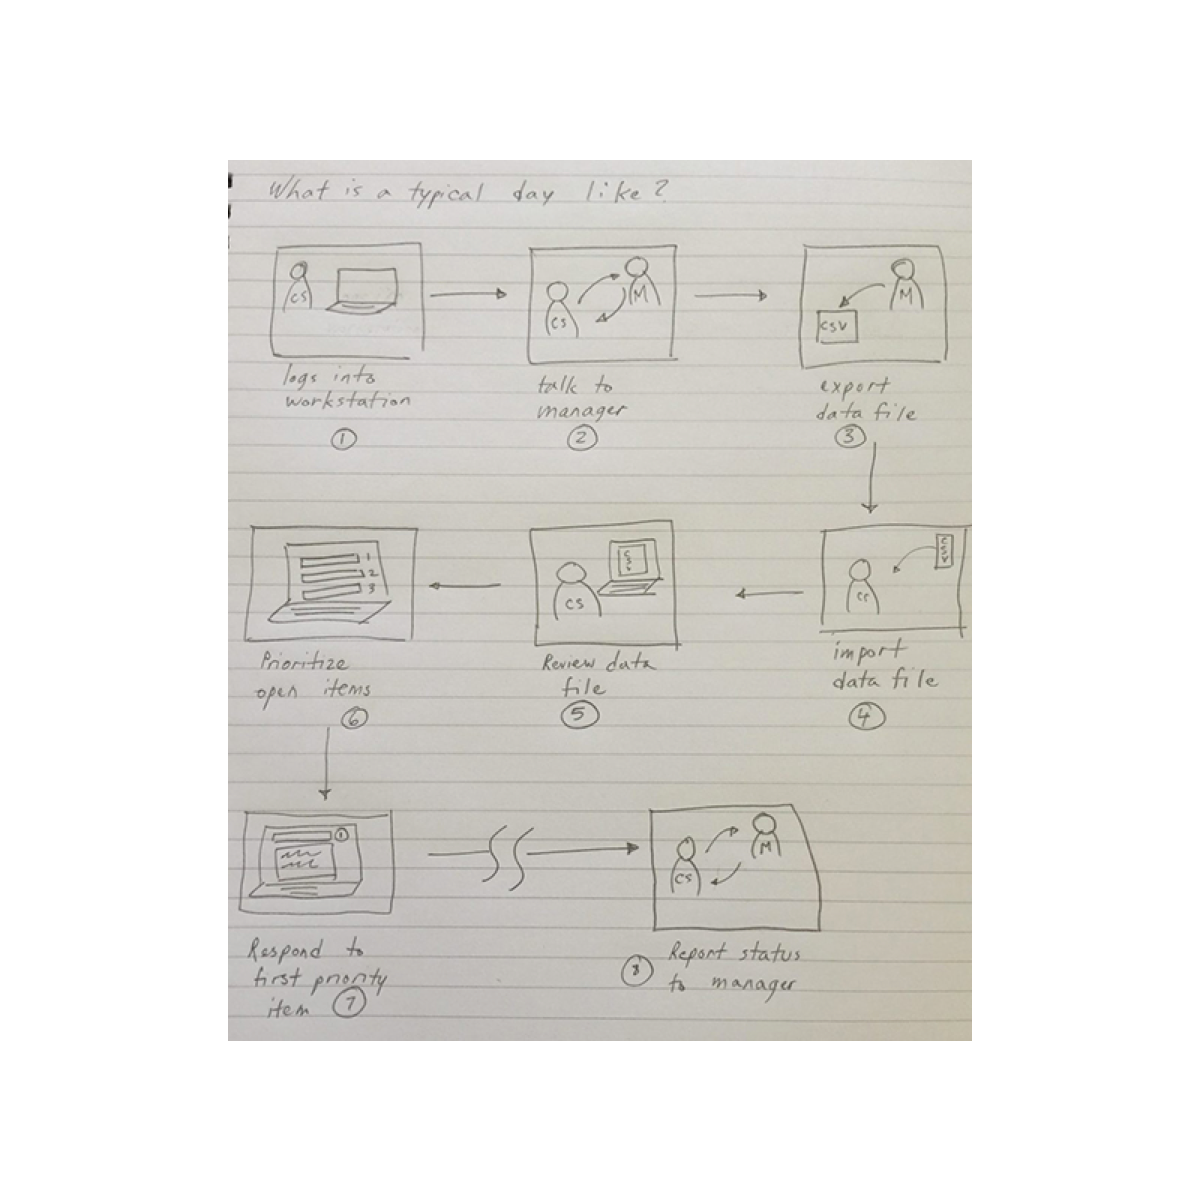 What is a typical day like?
CS
logs into
workstation
1
CS
M
talk to
manager
2
M
CSV
export
data file
3
CSV
import
data file
4
CS
CSV
Review data
file
5
1
2
3
Prioritize
open items
6
1
Respond to
first priority
item 7
CS
M
8 Report status
to manager